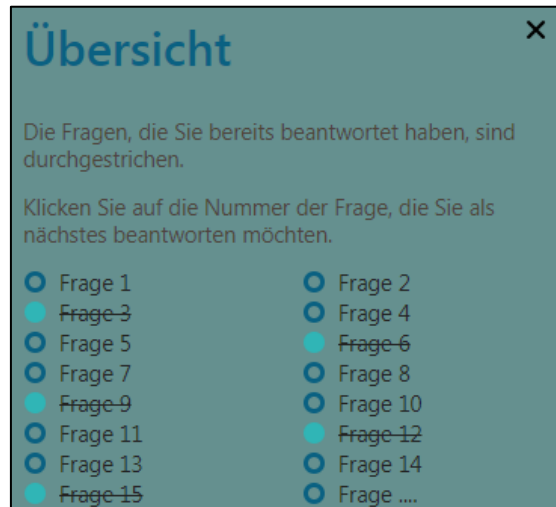 Übersicht
Die Fragen, die Sie bereits beantwortet haben, sind
durchgestrichen.
Klicken Sie auf die Nummer der Frage, die Sie als
nächstes beantworten möchten.
Frage 1
Frage 2
Frage 3
Frage 4
Frage 5
Frage 6
Frage 7
Frage 8
Frage 9
Frage 10
Frage 11
Frage 12
Frage 13
Frage 14
Frage 15
Frage ....